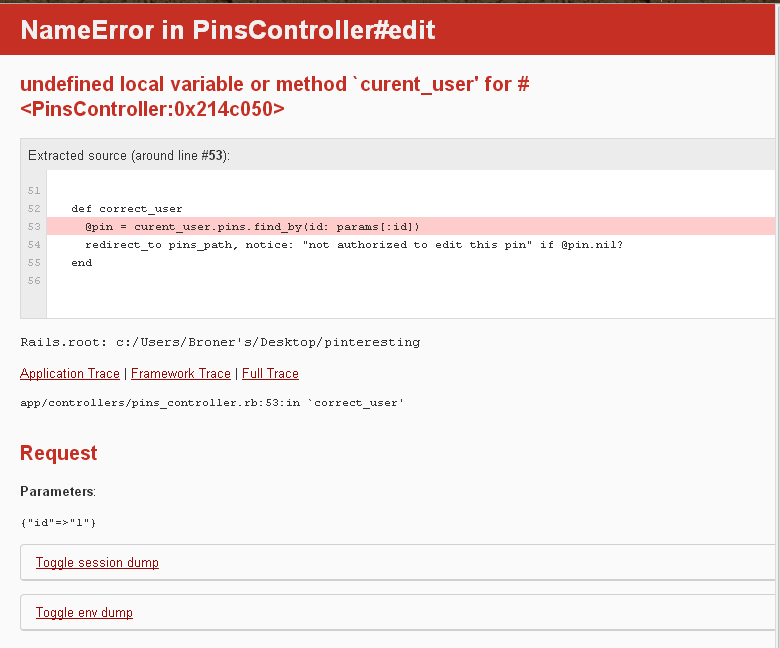 NameError in PinsController#edit
undefined local variable or method `curent_user' for #
<PinsController:0x214c050>
Extracted source (around line #53):
51
52 def correct_user
53 @pin = curent_user.pins.find_by(id: params[:id])
54 redirect_to pins_path, notice: "not authorized to edit this pin" if @pin.nil?
55 end
56
Rails.root: c:/Users/Broner's/Desktop/pinteresting
Application Trace | Framework Trace | Full Trace
app/controllers/pins_controller.rb:53:in `correct_user'
Request
Parameters:
{"id"=>"1"}
Toggle session dump
Toggle env dump